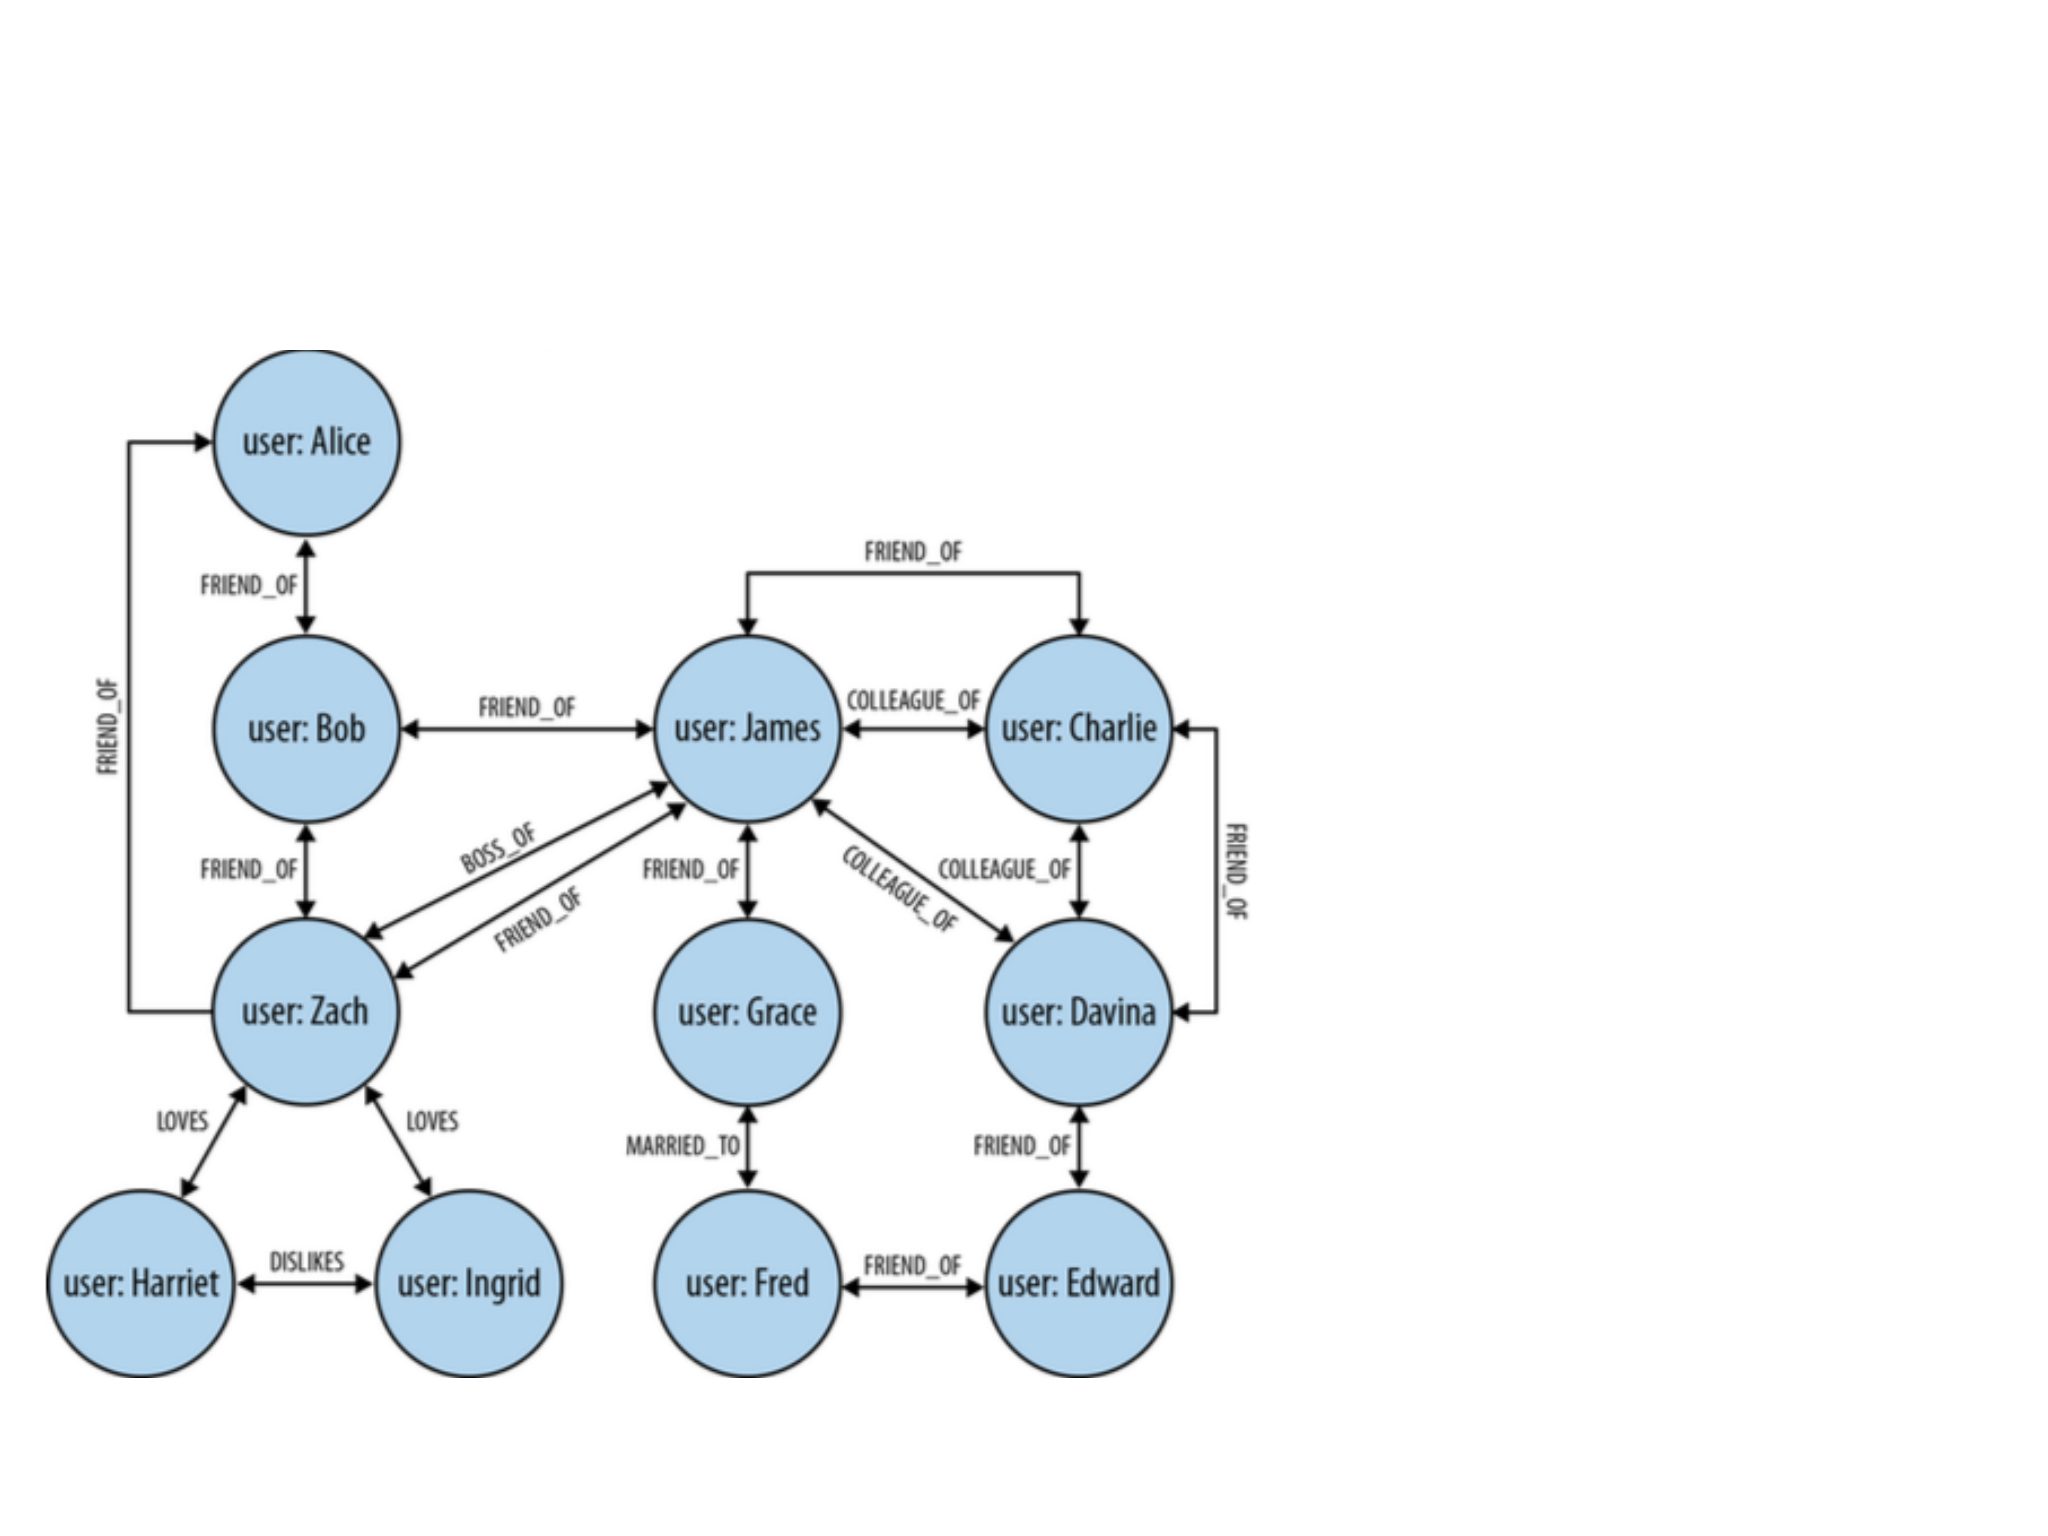 user: Alice
FRIEND_OF
FRIEND_OF
FRIEND_OF
user: Bob
FRIEND_OF
user: James
COLLEAGUE_OF
user: Charlie
FRIEND_OF
BOSS_OF
FRIEND_OF
FRIEND_OF
COLLEAGUE_OF
COLLEAGUE_OF
FRIEND_OF
user: Zach
user: Grace
user: Davina
LOVES
LOVES
MARRIED_TO
FRIEND_OF
user: Harriet
DISLIKES
user: Ingrid
user: Fred
FRIEND_OF
user: Edward